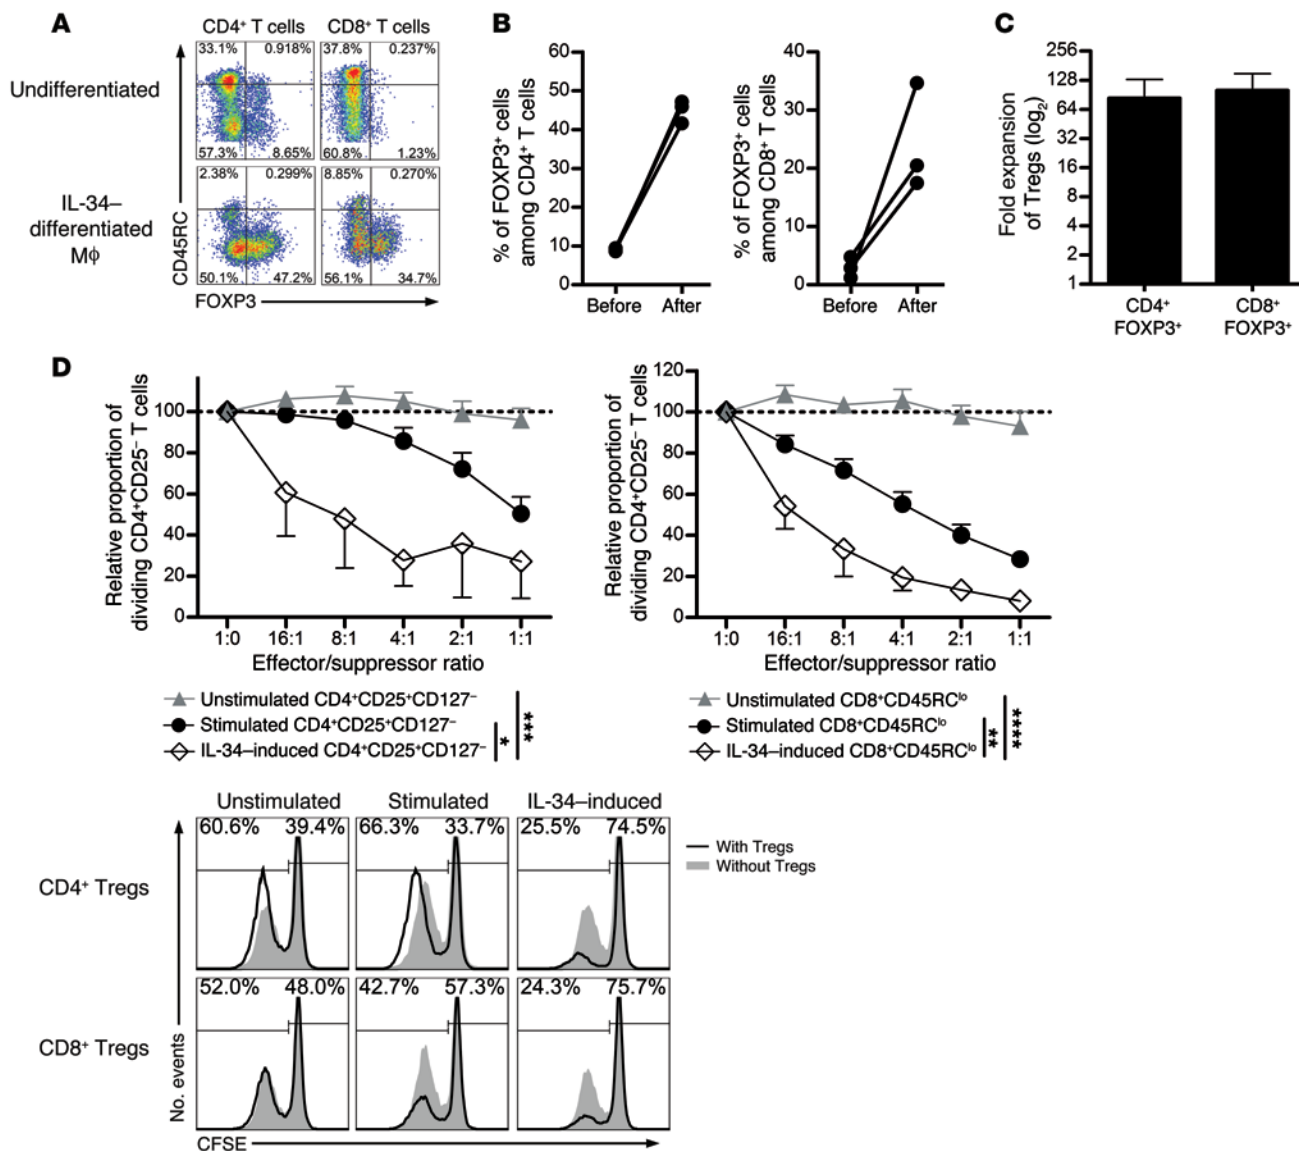 A
CD4⁺ T cells CD8⁺ T cells
Undifferentiated
33.1% 0.918% 37.8% 0.237%
57.3% 8.65% 60.8% 1.23%
IL-34–
differentiated
Mϕ
2.38% 0.299% 8.85% 0.270%
50.1% 47.2% 56.1% 34.7%
CD45RC
FOXP3
B
% of FOXP3⁺ cells
among CD4⁺ T cells
60
50
40
30
20
10
0
Before After
% of FOXP3⁺ cells
among CD8⁺ T cells
40
30
20
10
0
Before After
C
Fold expansion
of Tregs (log₂)
256
128
64
32
16
8
4
2
1
CD4⁺ CD8⁺
FOXP3⁺ FOXP3⁺
D
Relative proportion of
dividing CD4⁺CD25⁻ T cells
100
80
60
40
20
0
1:0 16:1 8:1 4:1 2:1 1:1
Effector/suppressor ratio
Unstimulated CD4⁺CD25⁺CD127⁻
Stimulated CD4⁺CD25⁺CD127⁻
IL-34–induced CD4⁺CD25⁺CD127⁻
*
***
Relative proportion of
dividing CD4⁺CD25⁻ T cells
120
100
80
60
40
20
0
1:0 16:1 8:1 4:1 2:1 1:1
Effector/suppressor ratio
Unstimulated CD8⁺CD45RCˡᵒ
Stimulated CD8⁺CD45RCˡᵒ
IL-34–induced CD8⁺CD45RCˡᵒ
**
****
Unstimulated Stimulated IL-34–induced
60.6% 39.4% 66.3% 33.7% 25.5% 74.5%
With Tregs
Without Tregs
CD4⁺ Tregs
52.0% 48.0% 42.7% 57.3% 24.3% 75.7%
CD8⁺ Tregs
No. events
CFSE